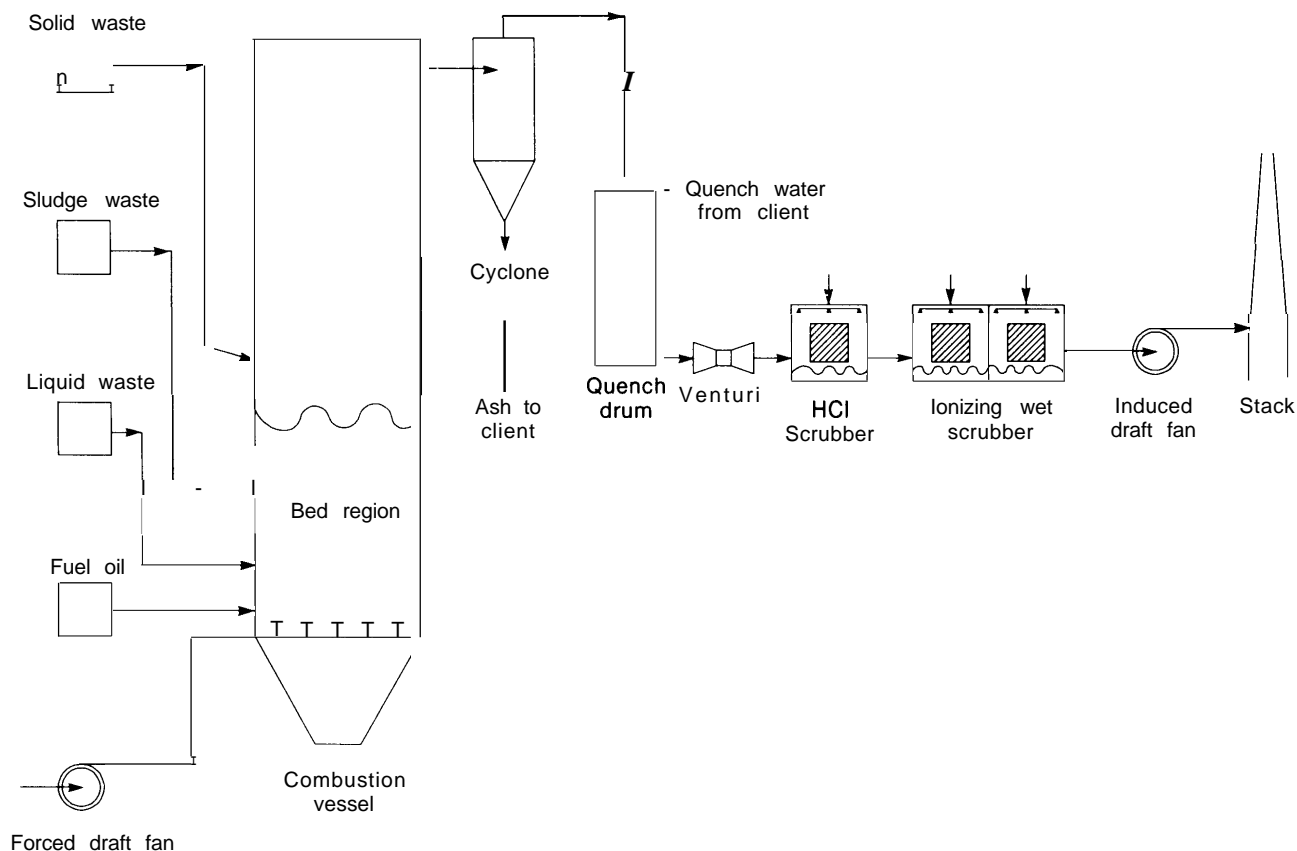 Solid waste
Sludge waste
Liquid waste
Fuel oil
Forced draft fan
Bed region
Combustion
vessel
Cyclone
Ash to
client
Quench water
from client
Quench
drum
Venturi
HCl
Scrubber
Ionizing wet
scrubber
Induced
draft fan
Stack